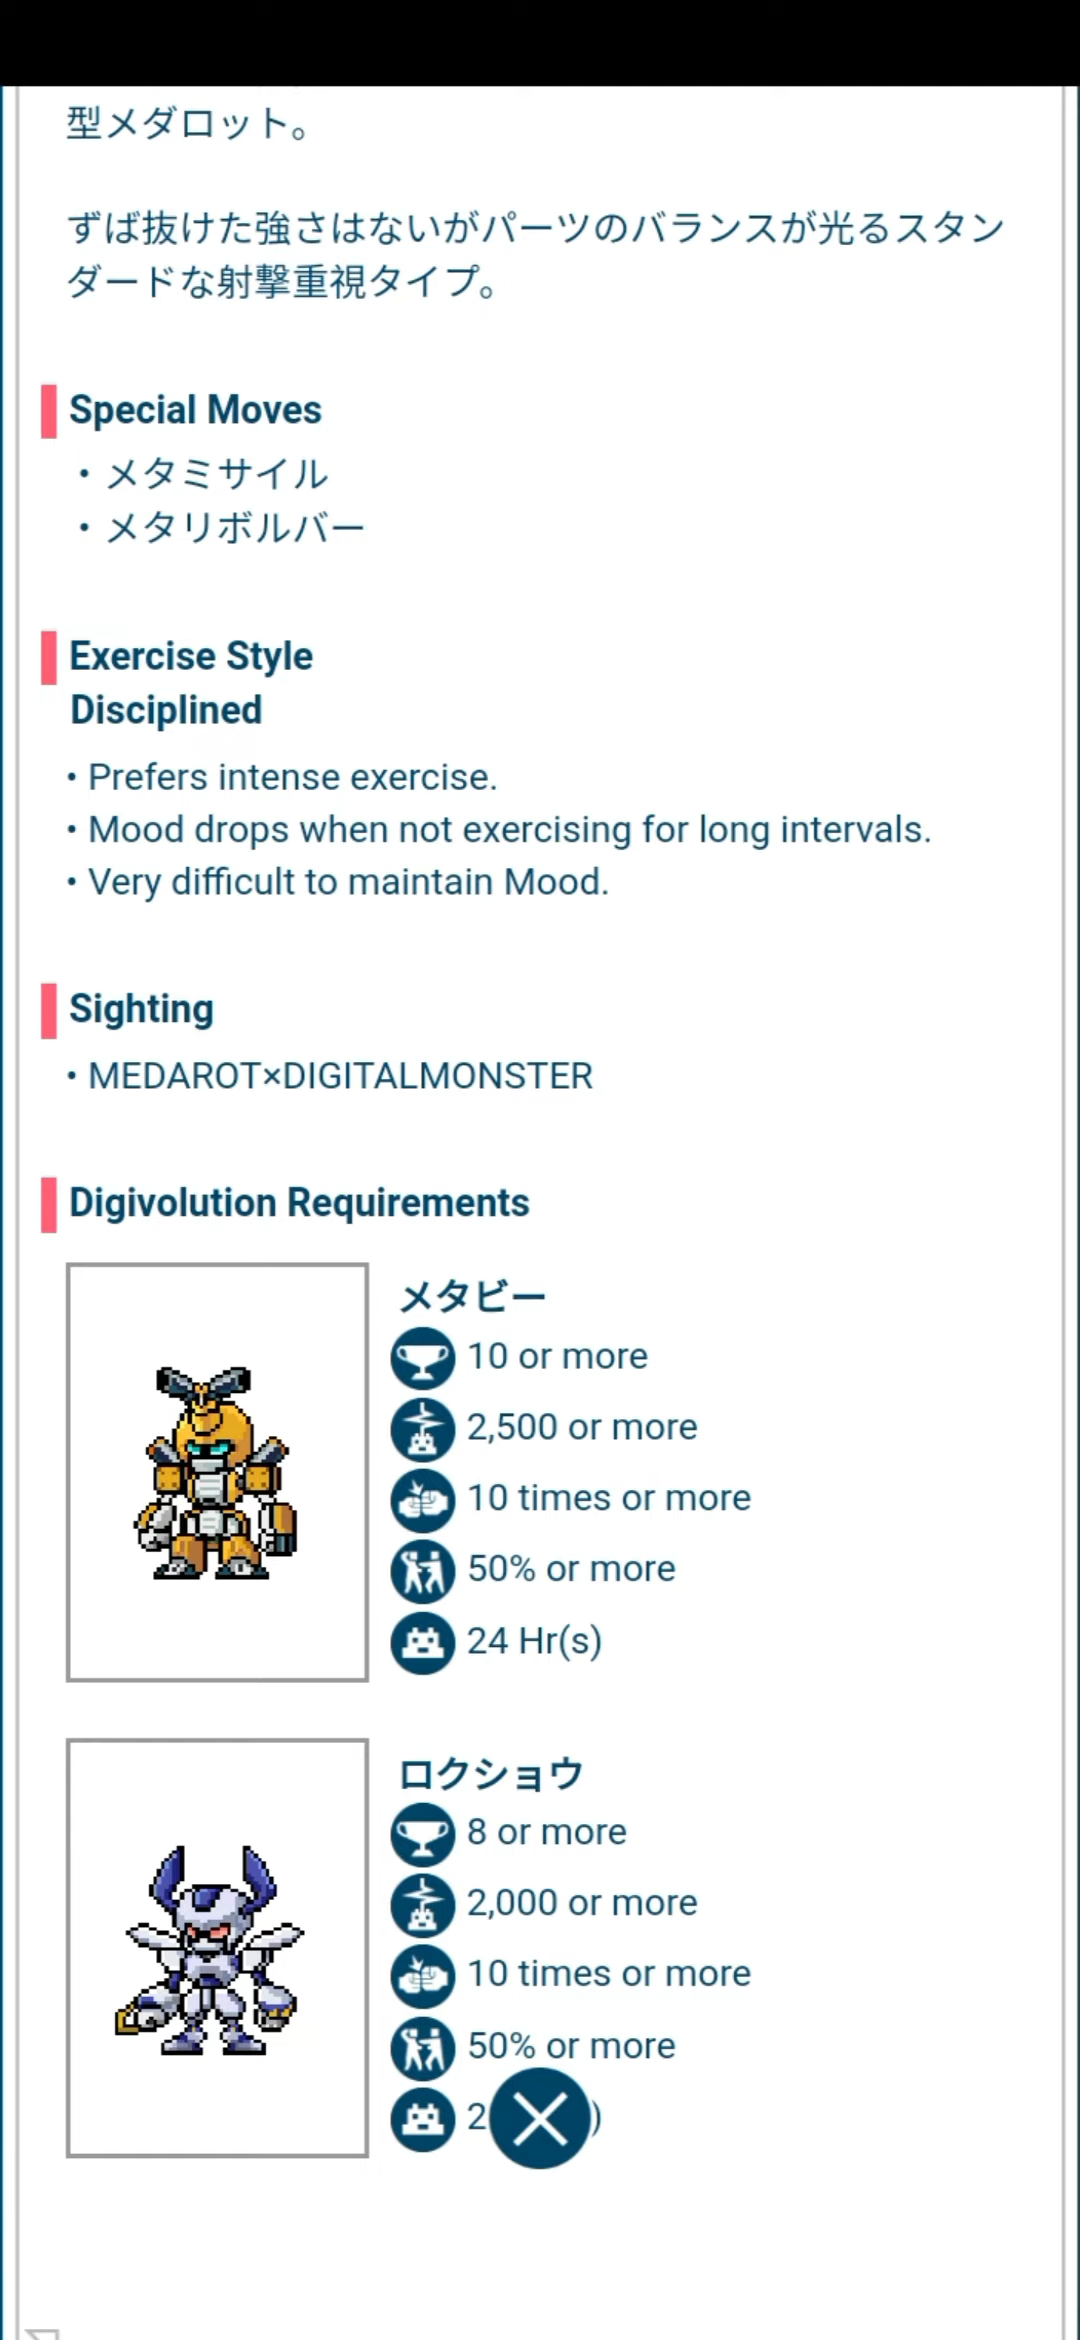 型メダロット。
ずば抜けた強さはないがパーツのバランスが光るスタン
ダードな射撃重視タイプ。
Special Moves
・メタミサイル
・メタリボルバー
Exercise Style
Disciplined
• Prefers intense exercise.
• Mood drops when not exercising for long intervals.
• Very difficult to maintain Mood.
Sighting
• MEDAROT×DIGITALMONSTER
Digivolution Requirements
メタビー
10 or more
2,500 or more
10 times or more
50% or more
24 Hr(s)
ロクショウ
8 or more
2,000 or more
10 times or more
50% or more
2 )